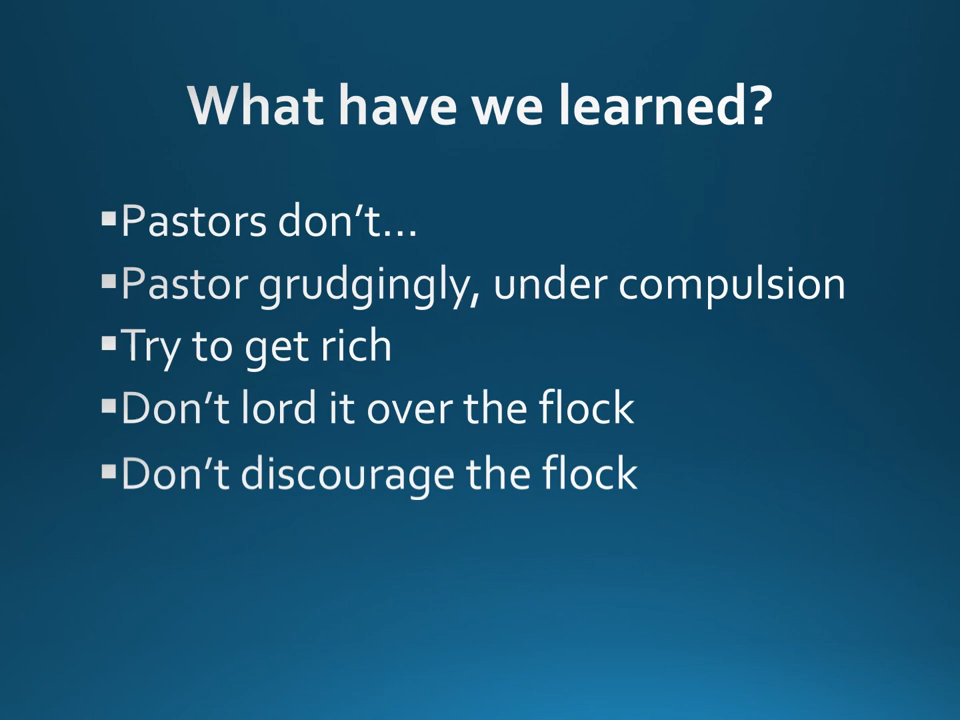 What have we learned?
▪Pastors don’t…
▪Pastor grudgingly, under compulsion
▪Try to get rich
▪Don’t lord it over the flock
▪Don’t discourage the flock